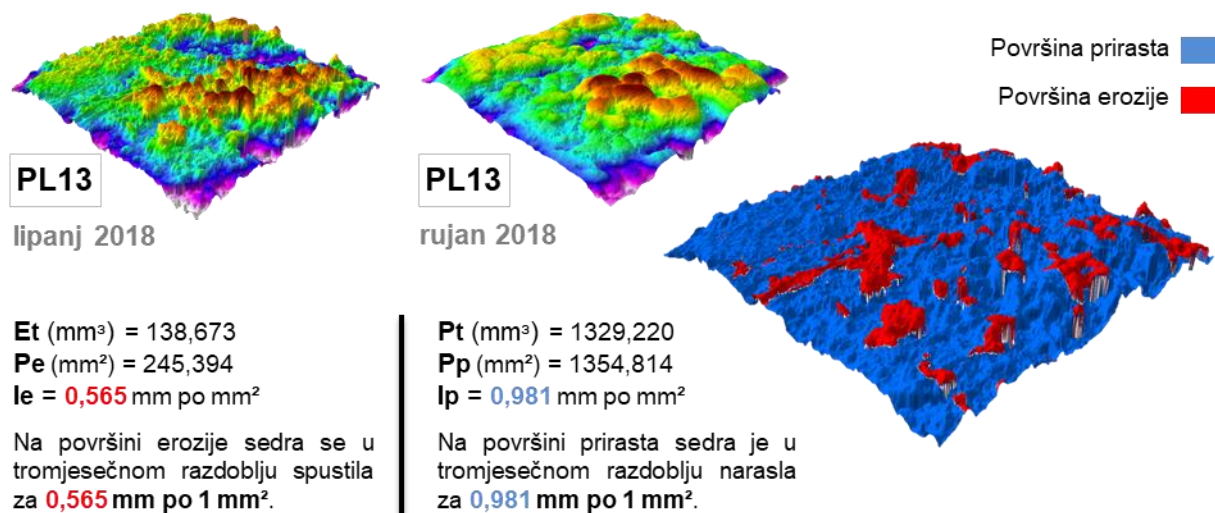 Površina prirasta
Površina erozije
PL13
lipanj 2018
PL13
rujan 2018
Et (mm³) = 138,673
Pe (mm²) = 245,394
Ie = 0,565 mm po mm²
Na površini erozije sedra se u
tromjesečnom razdoblju spustila
za 0,565 mm po 1 mm².
Pt (mm³) = 1329,220
Pp (mm²) = 1354,814
Ip = 0,981 mm po mm²
Na površini prirasta sedra je u
tromjesečnom razdoblju narasla
za 0,981 mm po 1 mm².